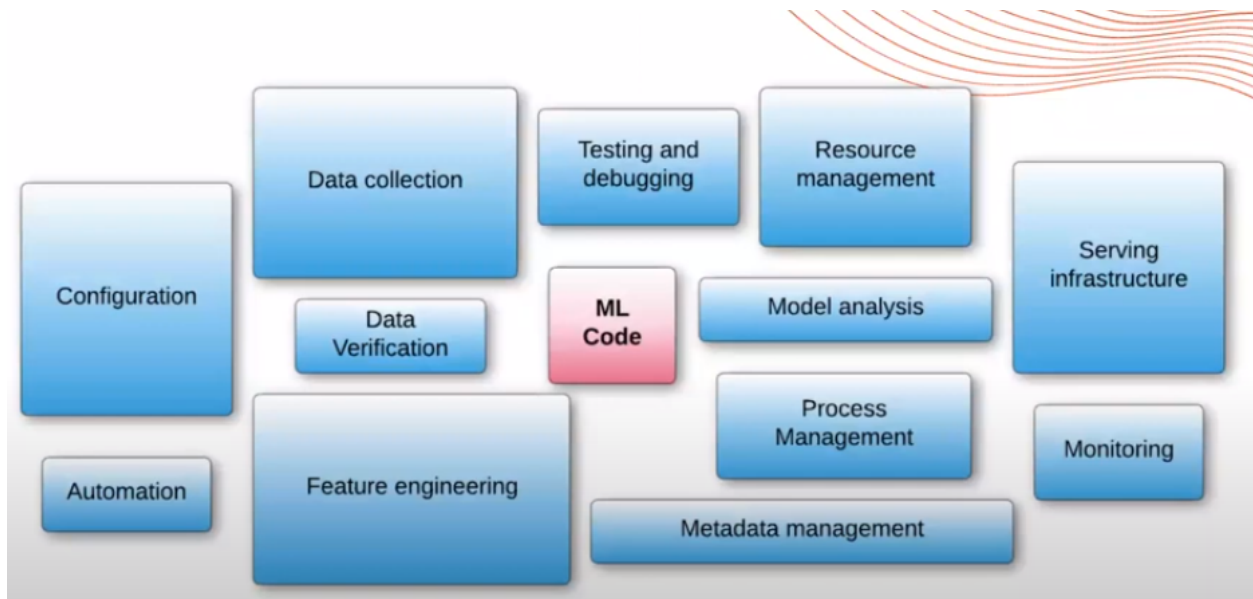 Configuration
Automation
Data collection
Data
Verification
Feature engineering
Testing and
debugging
ML
Code
Resource
management
Model analysis
Process
Management
Metadata management
Serving
infrastructure
Monitoring